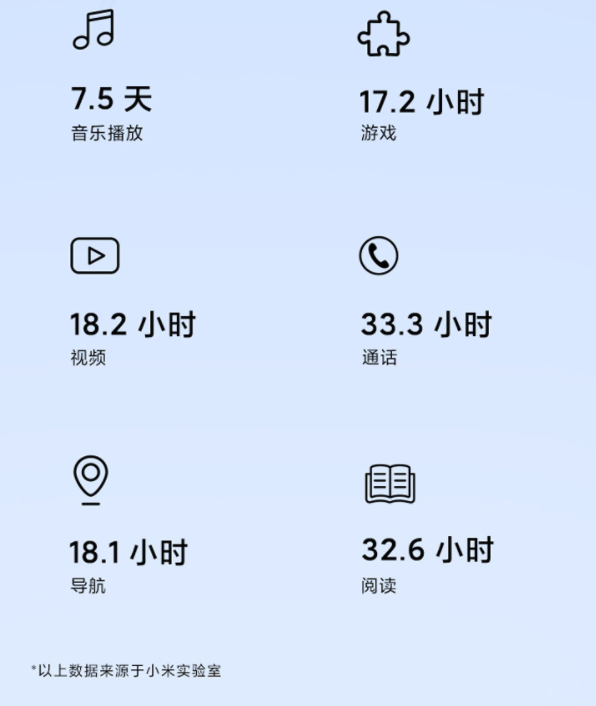 7.5 天
音乐播放
17.2 小时
游戏
18.2 小时
视频
33.3 小时
通话
18.1 小时
导航
32.6 小时
阅读
*以上数据来源于小米实验室